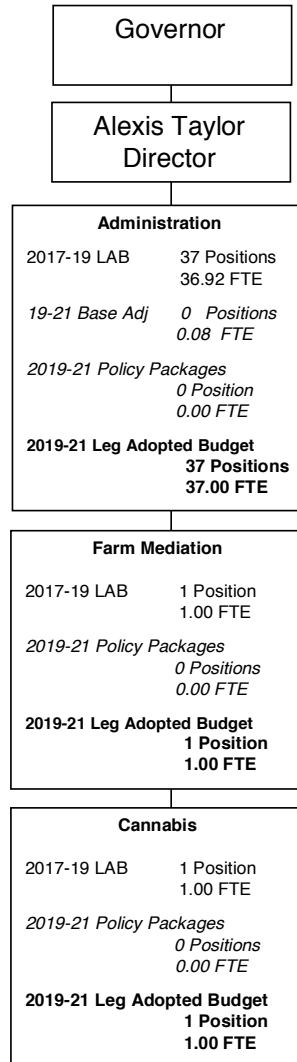 Governor
Alexis Taylor
Director
Administration
2017-19 LAB 37 Positions
36.92 FTE
19-21 Base Adj 0 Positions
0.08 FTE
2019-21 Policy Packages
0 Position
0.00 FTE
2019-21 Leg Adopted Budget
37 Positions
37.00 FTE
Farm Mediation
2017-19 LAB 1 Position
1.00 FTE
2019-21 Policy Packages
0 Positions
0.00 FTE
2019-21 Leg Adopted Budget
1 Position
1.00 FTE
Cannabis
2017-19 LAB 1 Position
1.00 FTE
2019-21 Policy Packages
0 Positions
0.00 FTE
2019-21 Leg Adopted Budget
1 Position
1.00 FTE